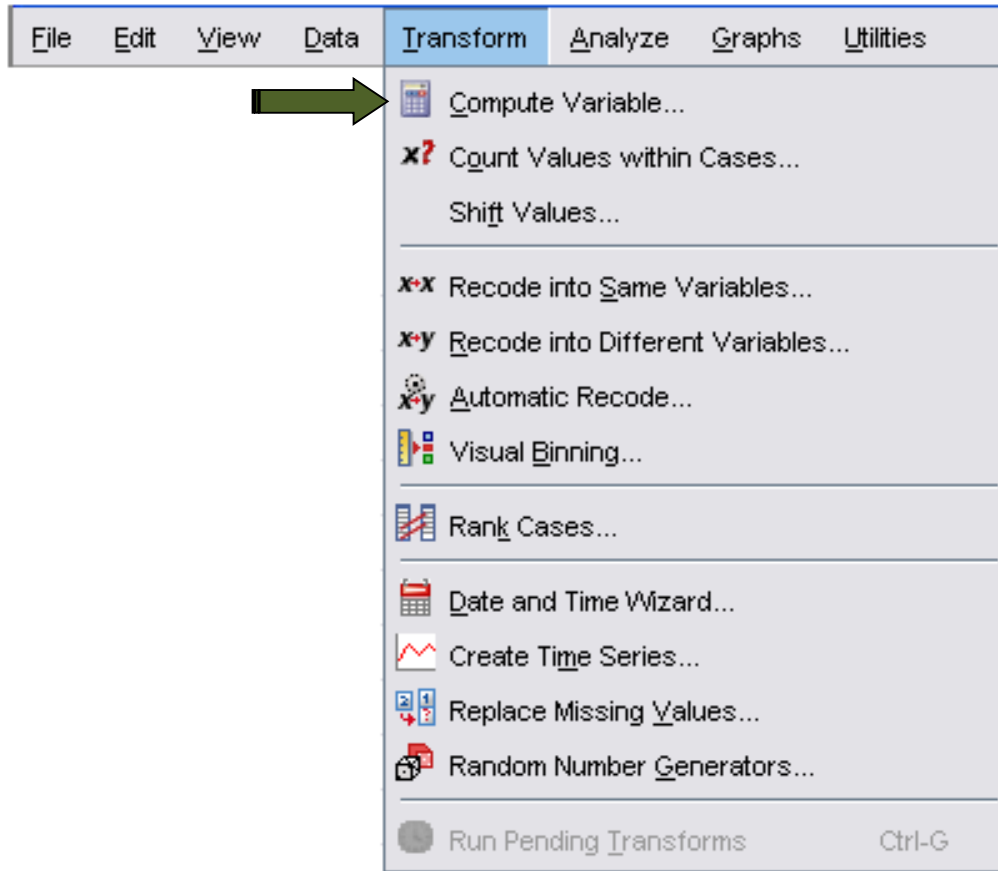 File Edit View Data Transform Analyze Graphs Utilities
Compute Variable...
Count Values within Cases...
Shift Values...
Recode into Same Variables...
Recode into Different Variables...
Automatic Recode...
Visual Binning...
Rank Cases...
Date and Time Wizard...
Create Time Series...
Replace Missing Values...
Random Number Generators...
Run Pending Transforms Ctrl-G